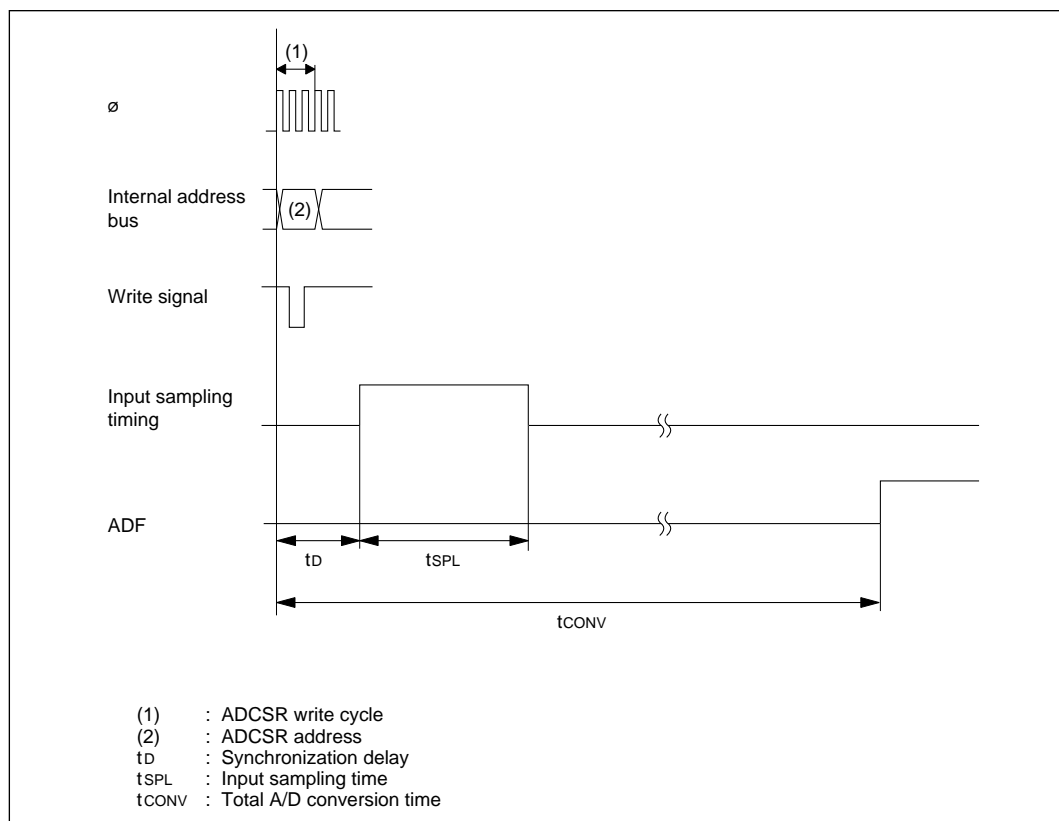 (1)
ø
Internal address
bus
(2)
Write signal
Input sampling
timing
ADF
tD
tSPL
tCONV
(1) : ADCSR write cycle
(2) : ADCSR address
tD : Synchronization delay
tSPL : Input sampling time
tCONV : Total A/D conversion time